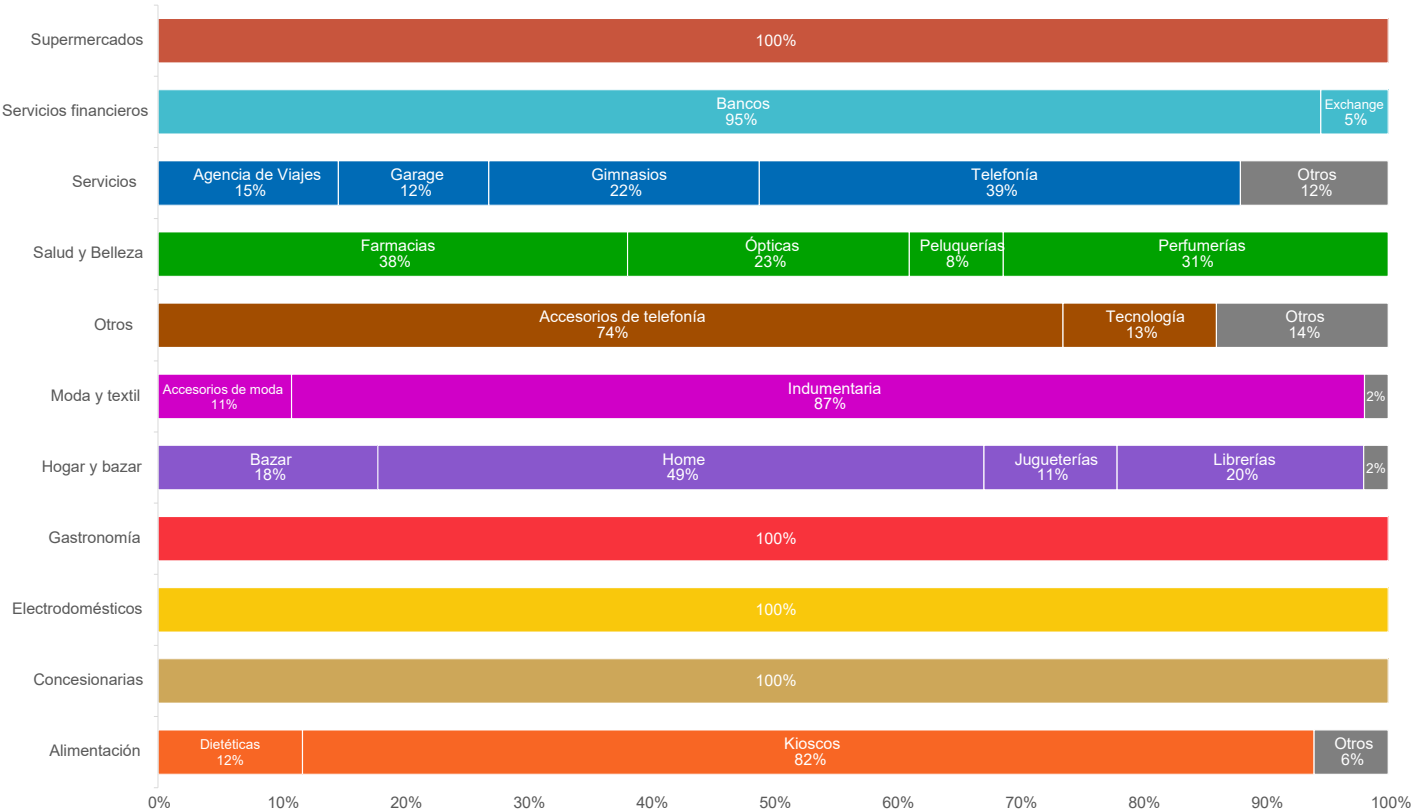 Supermercados
100%
Servicios financieros
Bancos
95%
Exchange
5%
Servicios
Agencia de Viajes
15%
Garage
12%
Gimnasios
22%
Telefonía
39%
Otros
12%
Salud y Belleza
Farmacias
38%
Ópticas
23%
Peluquerías
8%
Perfumerías
31%
Otros
Accesorios de telefonía
74%
Tecnología
13%
Otros
14%
Moda y textil
Accesorios de moda
11%
Indumentaria
87%
2%
Hogar y bazar
Bazar
18%
Home
49%
Jugueterías
11%
Librerías
20%
2%
Gastronomía
100%
Electrodomésticos
100%
Concesionarias
100%
Alimentación
Dietéticas
12%
Kioscos
82%
Otros
6%
0% 10% 20% 30% 40% 50% 60% 70% 80% 90% 100%